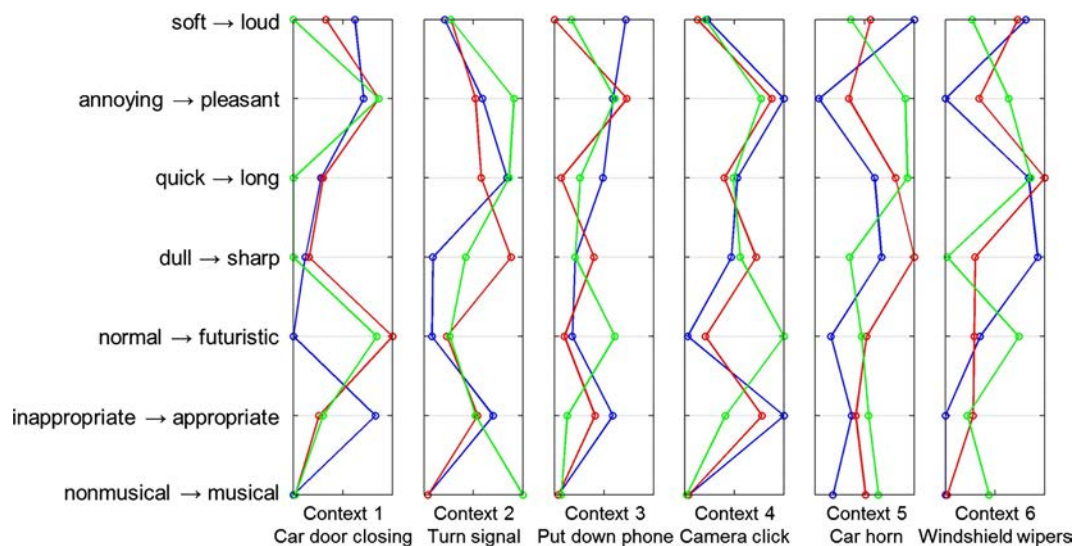 soft → loud
annoying → pleasant
quick → long
dull → sharp
normal → futuristic
inappropriate → appropriate
nonmusical → musical
Context 1 Context 2 Context 3 Context 4 Context 5 Context 6
Car door closing Turn signal Put down phone Camera click Car horn Windshield wipers